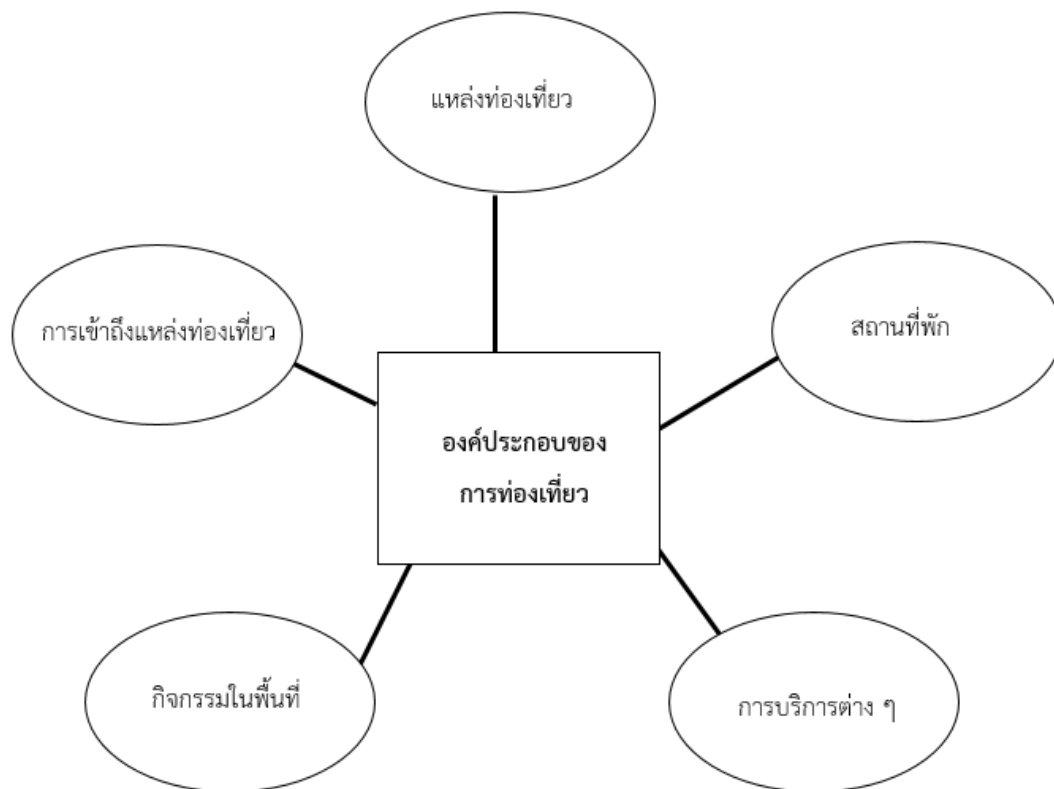 แหล่งท่องเที่ยว
การเข้าถึงแหล่งท่องเที่ยว
สถานที่พัก
องค์ประกอบของ
การท่องเที่ยว
กิจกรรมในพื้นที่
การบริการต่าง ๆ